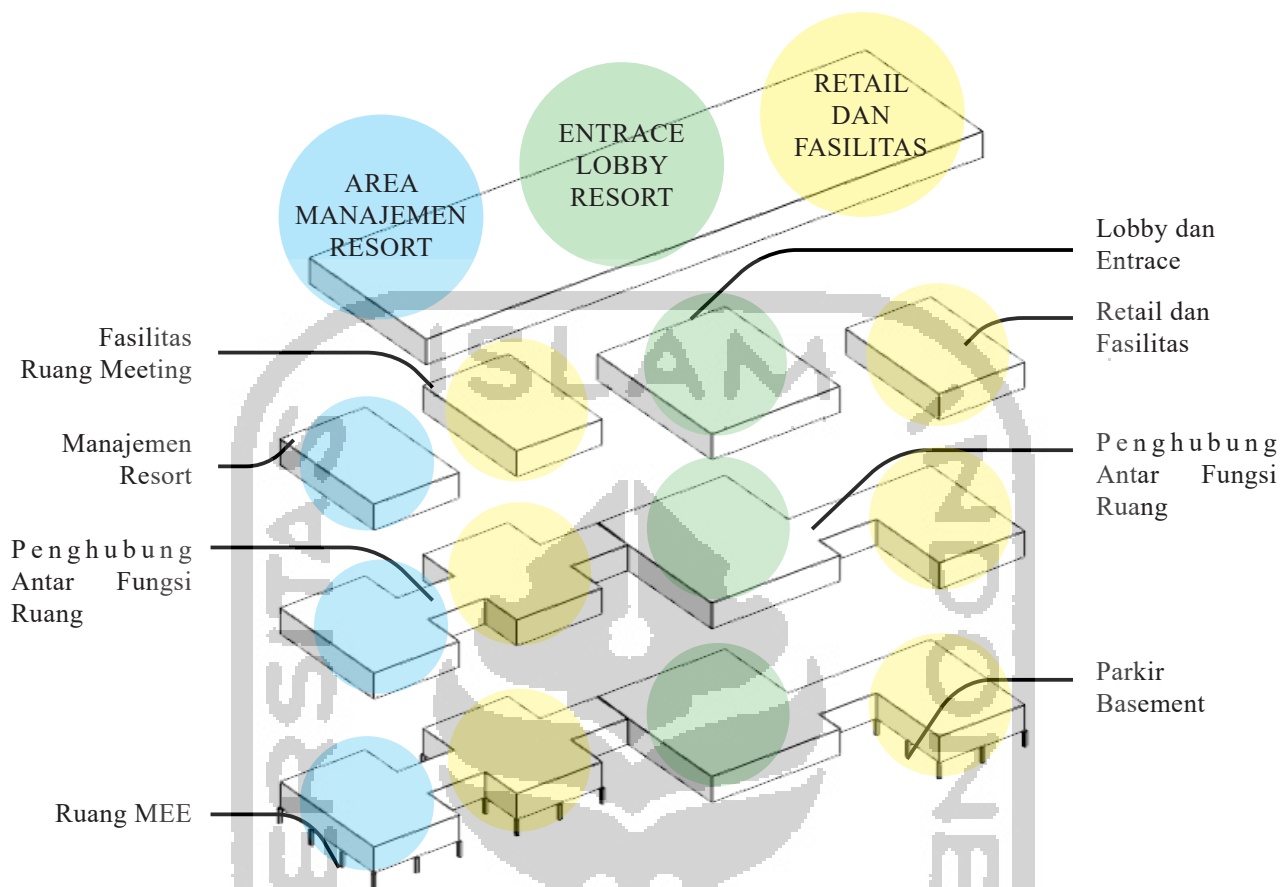 RETAIL
DAN
FASILITAS
ENTRACE
LOBBY
RESORT
AREA
MANAJEMEN
RESORT
Lobby dan
Entrace
Retail dan
Fasilitas
Fasilitas
Ruang Meeting
Manajemen
Resort
Penghubung
Antar Fungsi
Ruang
Penghubung
Antar Fungsi
Ruang
Parkir
Basement
Ruang MEE
ISLAM